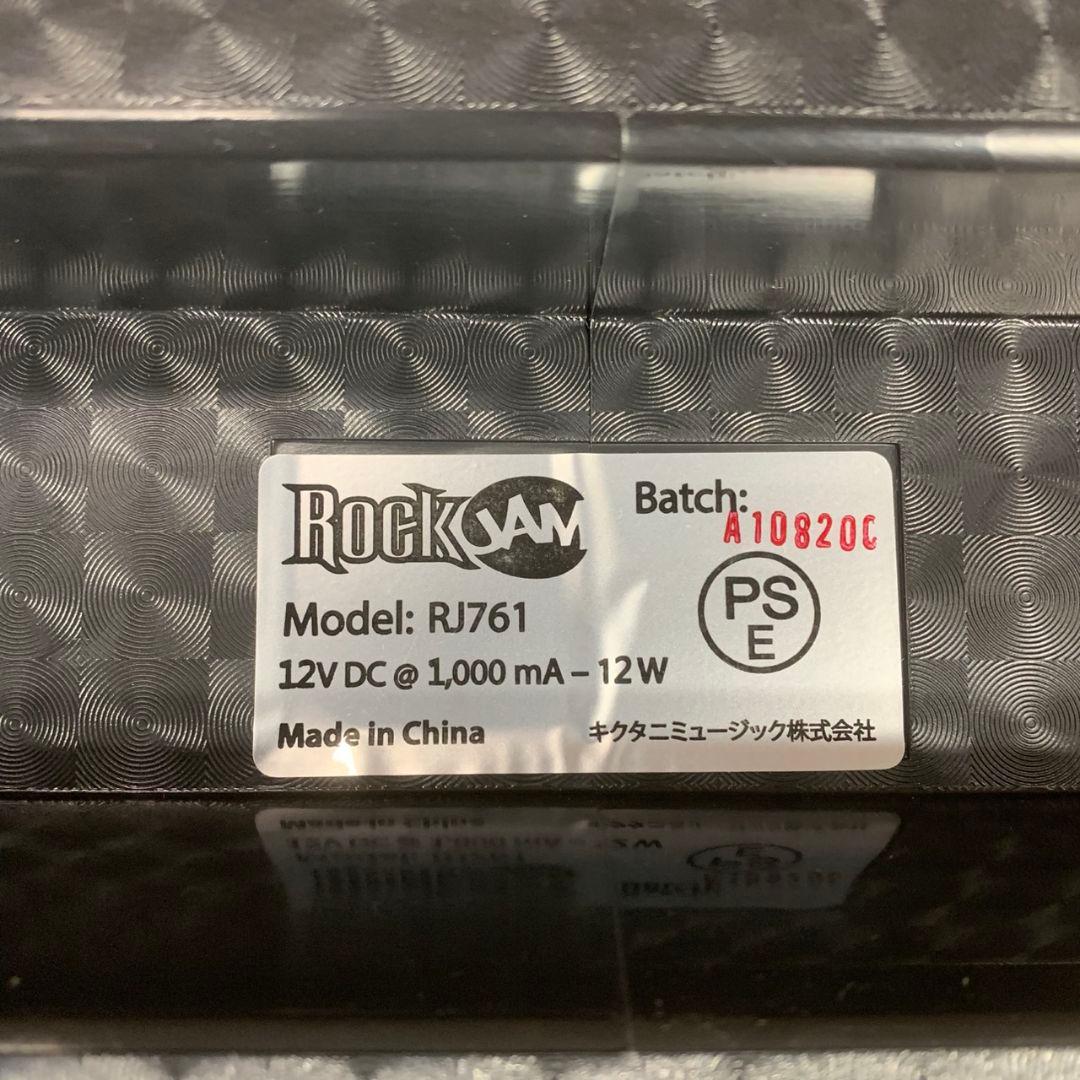 RockJAM
Batch: A10820C
Model: RJ761
PS
E
12V DC @ 1,000 mA – 12 W
Made in China
キクタニミュージック株式会社